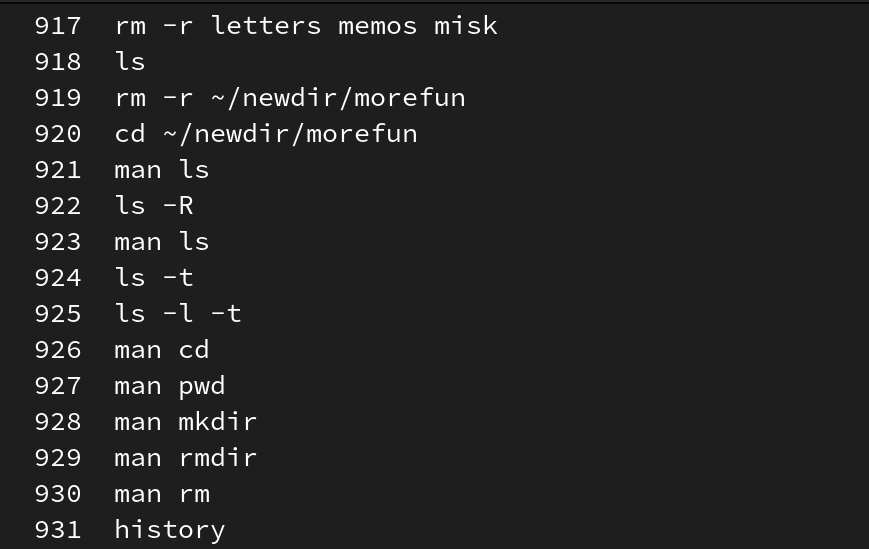 917 rm -r letters memos misk
918 ls
919 rm -r ~/newdir/morefun
920 cd ~/newdir/morefun
921 man ls
922 ls -R
923 man ls
924 ls -t
925 ls -l -t
926 man cd
927 man pwd
928 man mkdir
929 man rmdir
930 man rm
931 history